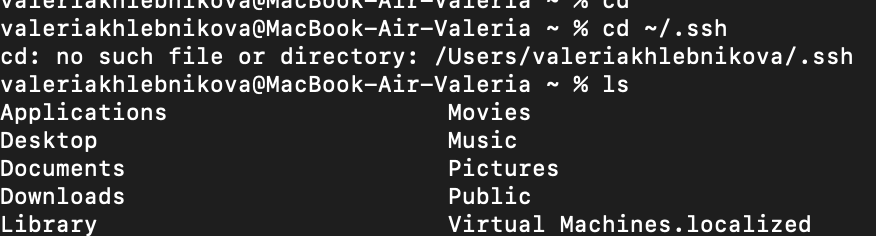 valeriakhlebnikova@MacBook-Air-Valeria ~ % cd
valeriakhlebnikova@MacBook-Air-Valeria ~ % cd ~/.ssh
cd: no such file or directory: /Users/valeriakhlebnikova/.ssh
valeriakhlebnikova@MacBook-Air-Valeria ~ % ls
Applications Movies
Desktop Music
Documents Pictures
Downloads Public
Library Virtual Machines.localized